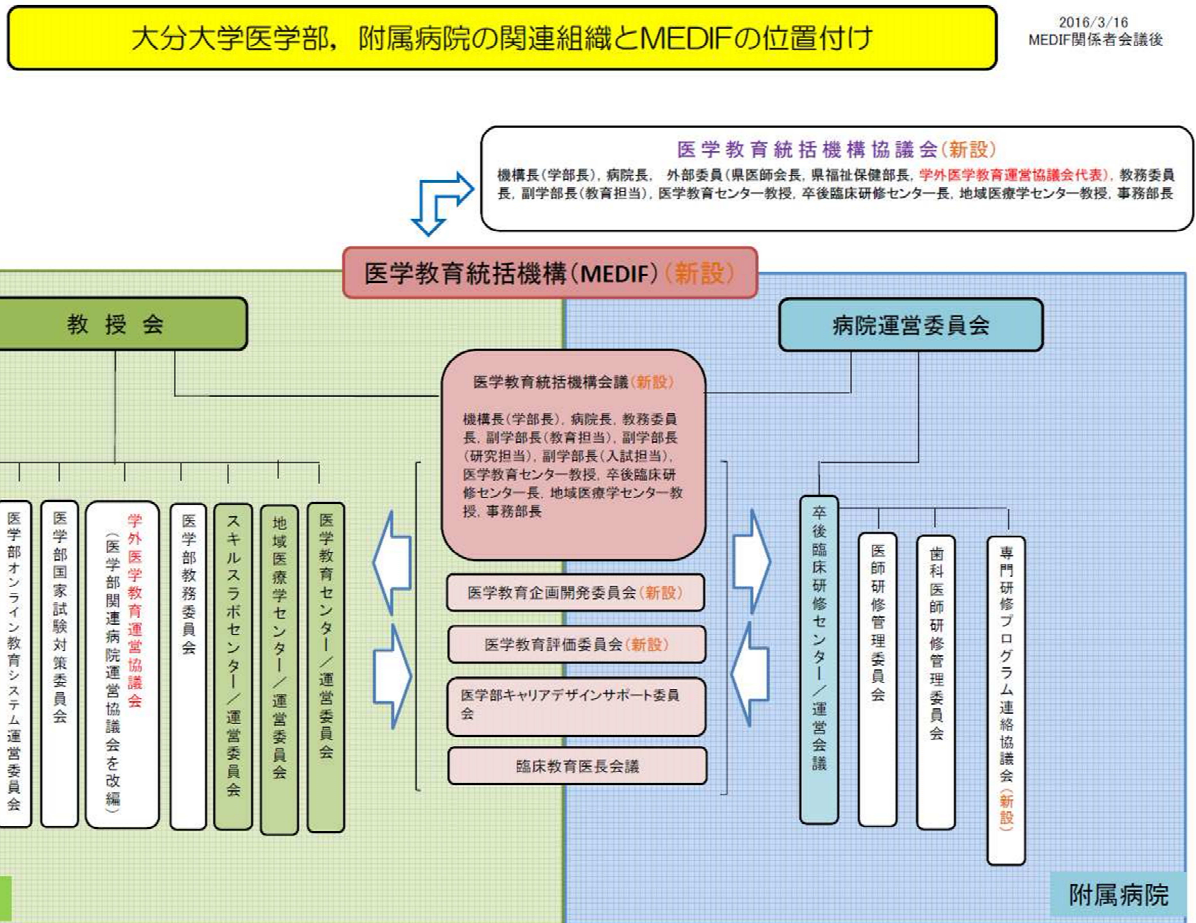 大分大学医学部，附属病院の関連組織とMEDIFの位置付け
2016/3/16
MEDIF関係者会議後
医学教育統括機構協議会(新設)
機構長(学部長)，病院長，外部委員(県医師会長，県福祉保健部長，学外医学教育運営協議会代表)，教務委員
長，副学部長(教育担当)，医学教育センター教授，卒後臨床研修センター長，地域医療学センター教授，事務部長
医学教育統括機構(MEDIF)(新設)
教授会
病院運営委員会
医学教育統括機構会議(新設)
機構長(学部長)，病院長，教務委員
長，副学部長(教育担当)，副学部長
(研究担当)，副学部長(入試担当)，
医学教育センター教授，卒後臨床研
修センター長，地域医療学センター教
授，事務部長
医学教育企画開発委員会(新設)
医学教育評価委員会(新設)
医学部キャリアデザインサポート委員
会
臨床教育医長会議
医学部オンライン教育システム運営委員会
医学部国家試験対策委員会
学外医学教育運営協議会
(医学部関連病院運営協議会を改編)
医学部教務委員会
スキルスラボセンター／運営委員会
地域医療学センター／運営委員会
医学教育センター／運営委員会
卒後臨床研修センター／運営会議
医師研修管理委員会
歯科医師研修管理委員会
専門研修プログラム連絡協議会(新設)
附属病院